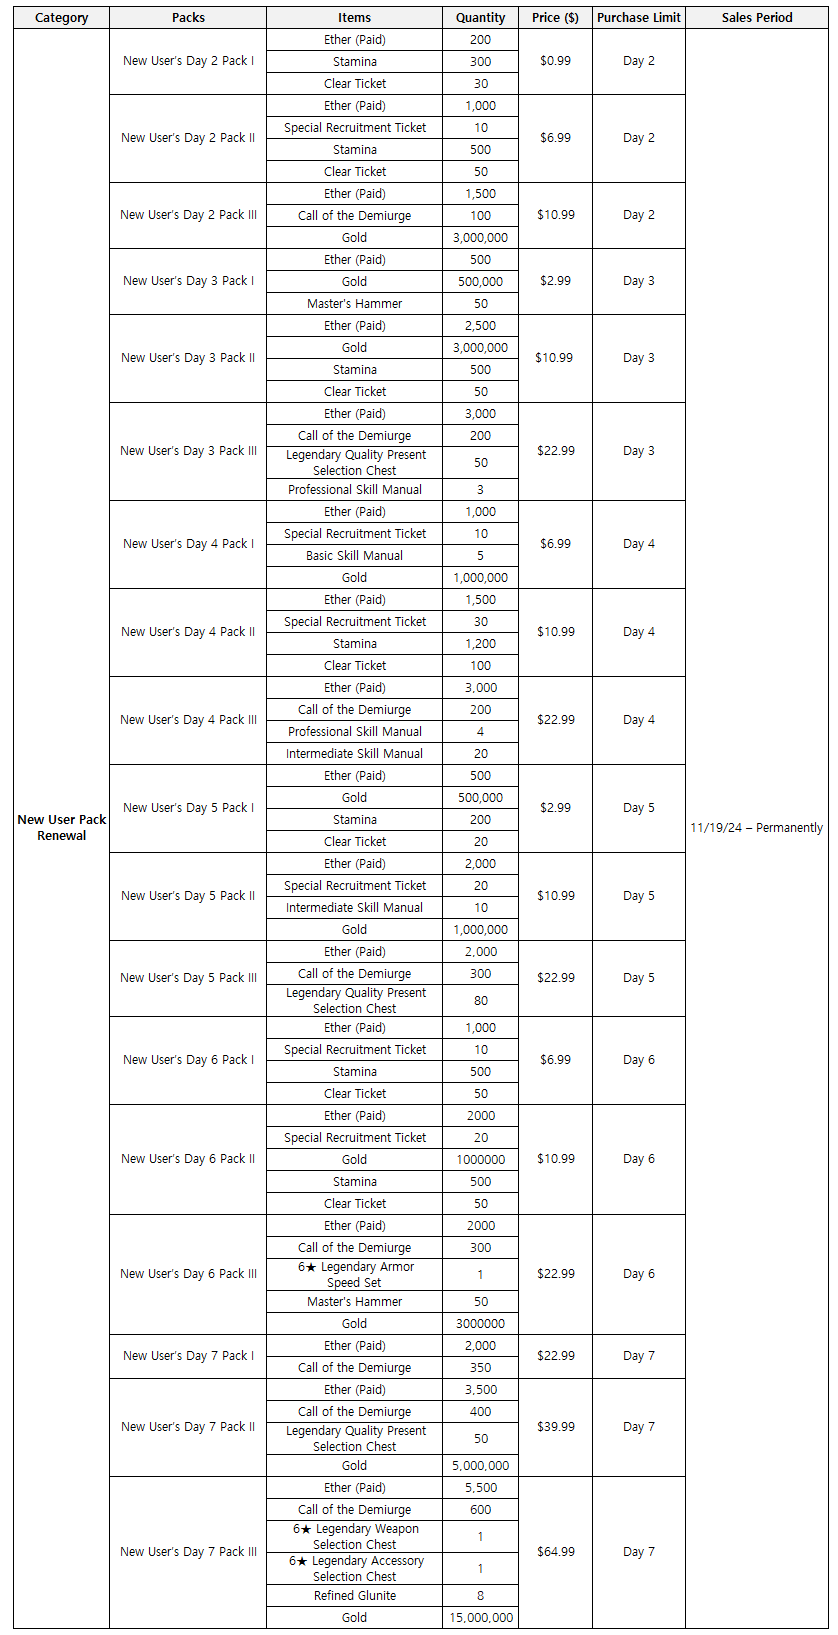 Category Packs Items Quantity Price ($) Purchase Limit Sales Period
New User Pack
Renewal
11/19/24 – Permanently
New User's Day 2 Pack I $0.99 Day 2
Ether (Paid) 200
Stamina 300
Clear Ticket 30
New User's Day 2 Pack II $6.99 Day 2
Ether (Paid) 1,000
Special Recruitment Ticket 10
Stamina 500
Clear Ticket 50
New User's Day 2 Pack III $10.99 Day 2
Ether (Paid) 1,500
Call of the Demiurge 100
Gold 3,000,000
New User's Day 3 Pack I $2.99 Day 3
Ether (Paid) 500
Gold 500,000
Master's Hammer 50
New User's Day 3 Pack II $10.99 Day 3
Ether (Paid) 2,500
Gold 3,000,000
Stamina 500
Clear Ticket 50
New User's Day 3 Pack III $22.99 Day 3
Ether (Paid) 3,000
Call of the Demiurge 200
Legendary Quality Present
Selection Chest 50
Professional Skill Manual 3
New User's Day 4 Pack I $6.99 Day 4
Ether (Paid) 1,000
Special Recruitment Ticket 10
Basic Skill Manual 5
Gold 1,000,000
New User's Day 4 Pack II $10.99 Day 4
Ether (Paid) 1,500
Special Recruitment Ticket 30
Stamina 1,200
Clear Ticket 100
New User's Day 4 Pack III $22.99 Day 4
Ether (Paid) 3,000
Call of the Demiurge 200
Professional Skill Manual 4
Intermediate Skill Manual 20
New User's Day 5 Pack I $2.99 Day 5
Ether (Paid) 500
Gold 500,000
Stamina 200
Clear Ticket 20
New User's Day 5 Pack II $10.99 Day 5
Ether (Paid) 2,000
Special Recruitment Ticket 20
Intermediate Skill Manual 10
Gold 1,000,000
New User's Day 5 Pack III $22.99 Day 5
Ether (Paid) 2,000
Call of the Demiurge 300
Legendary Quality Present
Selection Chest 80
New User's Day 6 Pack I $6.99 Day 6
Ether (Paid) 1,000
Special Recruitment Ticket 10
Stamina 500
Clear Ticket 50
New User's Day 6 Pack II $10.99 Day 6
Ether (Paid) 2000
Special Recruitment Ticket 20
Gold 1000000
Stamina 500
Clear Ticket 50
New User's Day 6 Pack III $22.99 Day 6
Ether (Paid) 2000
Call of the Demiurge 300
6★ Legendary Armor
Speed Set 1
Master's Hammer 50
Gold 3000000
New User's Day 7 Pack I $22.99 Day 7
Ether (Paid) 2,000
Call of the Demiurge 350
New User's Day 7 Pack II $39.99 Day 7
Ether (Paid) 3,500
Call of the Demiurge 400
Legendary Quality Present
Selection Chest 50
Gold 5,000,000
New User's Day 7 Pack III $64.99 Day 7
Ether (Paid) 5,500
Call of the Demiurge 600
6★ Legendary Weapon
Selection Chest 1
6★ Legendary Accessory
Selection Chest 1
Refined Glunite 8
Gold 15,000,000